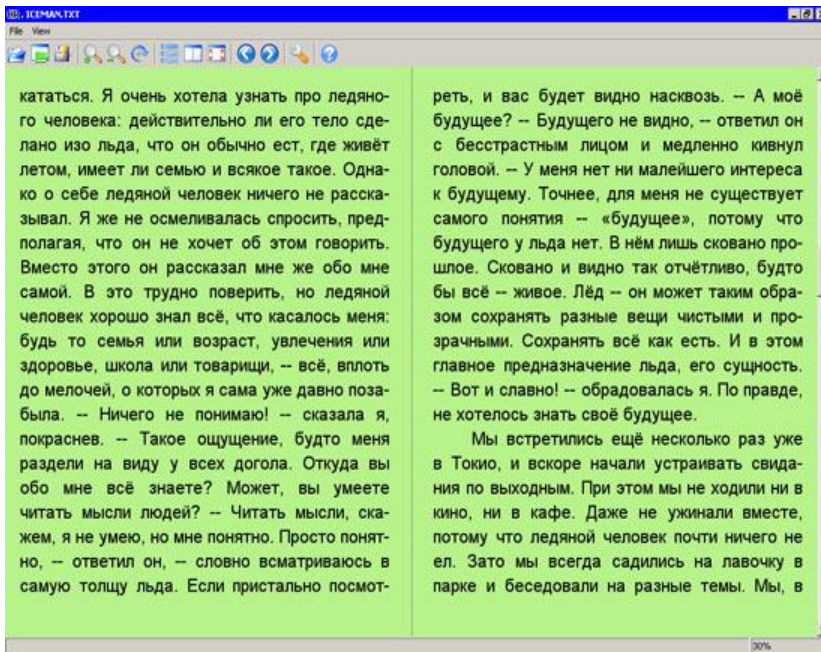 ICEMAN.TXT
File View
кататься. Я очень хотела узнать про ледяно-
го человека: действительно ли его тело сде-
лано изо льда, что он обычно ест, где живёт
летом, имеет ли семью и всякое такое. Одна-
ко о себе ледяной человек ничего не расска-
зывал. Я же не осмеливалась спросить, пред-
полагая, что он не хочет об этом говорить.
Вместо этого он рассказал мне же обо мне
самой. В это трудно поверить, но ледяной
человек хорошо знал всё, что касалось меня:
будь то семья или возраст, увлечения или
здоровье, школа или товарищи, -- всё, вплоть
до мелочей, о которых я сама уже давно поза-
была. -- Ничего не понимаю! -- сказала я,
покраснев. -- Такое ощущение, будто меня
раздели на виду у всех догола. Откуда вы
обо мне всё знаете? Может, вы умеете
читать мысли людей? -- Читать мысли, ска-
жем, я не умею, но мне понятно. Просто понят-
но, -- ответил он, -- словно всматриваюсь в
самую толщу льда. Если пристально посмот-
реть, и вас будет видно насквозь. -- А моё
будущее? -- Будущего не видно, -- ответил он
с бесстрастным лицом и медленно кивнул
головой. -- У меня нет ни малейшего интереса
к будущему. Точнее, для меня не существует
самого понятия -- «будущее», потому что
будущего у льда нет. В нём лишь сковано про-
шлое. Сковано и видно так отчётливо, будто
бы всё -- живое. Лёд -- он может таким обра-
зом сохранять разные вещи чистыми и про-
зрачными. Сохранять всё как есть. И в этом
главное предназначение льда, его сущность.
-- Вот и славно! -- обрадовалась я. По правде,
не хотелось знать своё будущее.
Мы встретились ещё несколько раз уже
в Токио, и вскоре начали устраивать свида-
ния по выходным. При этом мы не ходили ни в
кино, ни в кафе. Даже не ужинали вместе,
потому что ледяной человек почти ничего не
ел. Зато мы всегда садились на лавочку в
парке и беседовали на разные темы. Мы, в
30%